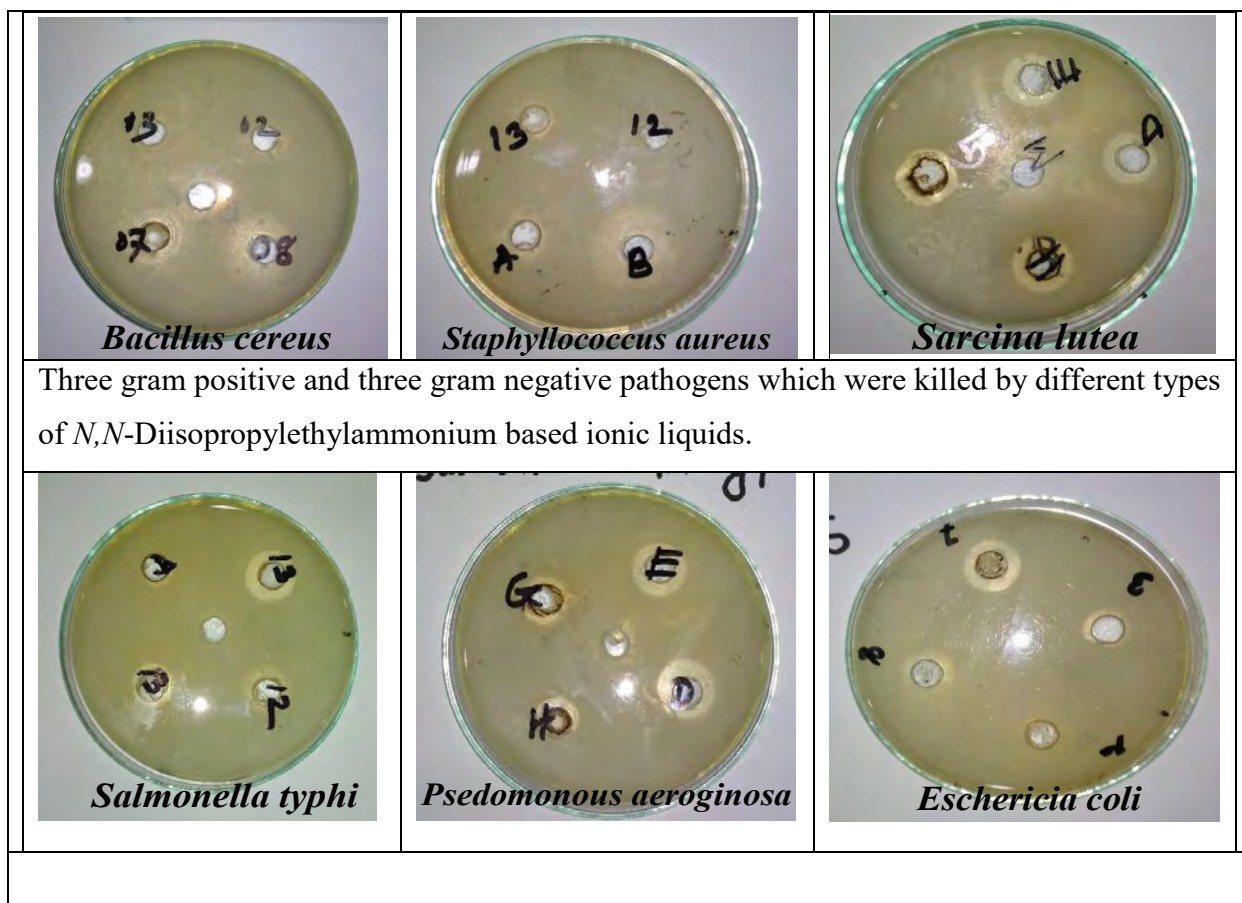 13 12
07 08
Bacillus cereus
13 12
A B
Staphyllococcus aureus
D
Sarcina lutea
Three gram positive and three gram negative pathogens which were killed by different types
of N,N-Diisopropylethylammonium based ionic liquids.
Salmonella typhi
G E
H D
Psedomonous aeroginosa
Eschericia coli